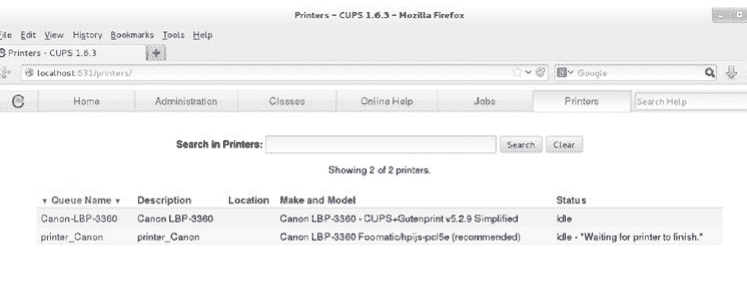 Printers - CUPS 1.6.3 - Mozilla Firefox
File Edit View History Bookmarks Tools Help
Printers - CUPS 1.6.3
localhost:631/printers/ Google
Home Administration Classes Online Help Jobs Printers Search Help
Search in Printers: Search Clear
Showing 2 of 2 printers.
▼ Queue Name ▼ Description Location Make and Model Status
Canon-LBP-3360 Canon LBP-3360 Canon LBP-3360 - CUPS+Gutenprint v5.2.9 Simplified idle
printer_Canon printer_Canon Canon LBP-3360 Foomatic/hpijs-pcl5e (recommended) idle - "Waiting for printer to finish."